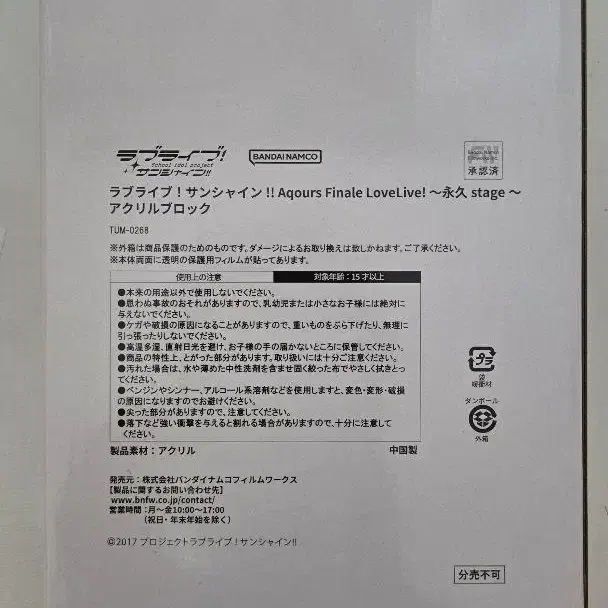 ラブライブ!
School idol project
サンシャイン!!
BANDAI NAMCO
承認済
ラブライブ！サンシャイン!! Aqours Finale LoveLive! ～永久 stage～
アクリルブロック
TUM-0268
※外箱は商品保護のためのものです。ダメージによるお取り換えは致しかねます。ご了承ください。
※本体両面に透明の保護用フィルムが貼ってあります。
使用上の注意
対象年齢：15才以上
●本来の用途以外で使用しないでください。
●思わぬ事故のおそれがありますので、乳幼児または小さなお子様には絶対に
与えないでください。
●ケガや破損の原因になることがありますので、重いものをぶら下げたり、無理に
引っ張ったりしないでください。
●高温多湿、直射日光を避け、お子様の手の届かないところに保管してください。
●商品の特性上、とがった部分があります。取り扱いには十分ご注意ください。
●汚れた場合は、水や薄めた中性洗剤を含ませ固く絞った布でやさしく拭きとっ
てください。
●ベンジンやシンナー、アルコール系溶剤などを使用しますと、変色・変形・破損
の原因になりますのでお避けください。
●尖った部分がありますので、注意してください。
●落下など強い衝撃を与えると割れる場合がありますので、十分に注意して
ください。
製品素材：アクリル
中国製
プラ
袋
緩衝材
ダンボール
外箱
発売元：株式会社バンダイナムコフィルムワークス
【製品に関するお問い合わせ先】
www.bnfw.co.jp/contact/
営業時間：月～金10:00～17:00
（祝日・年末年始を除く）
©2017 プロジェクトラブライブ！サンシャイン!!
分売不可